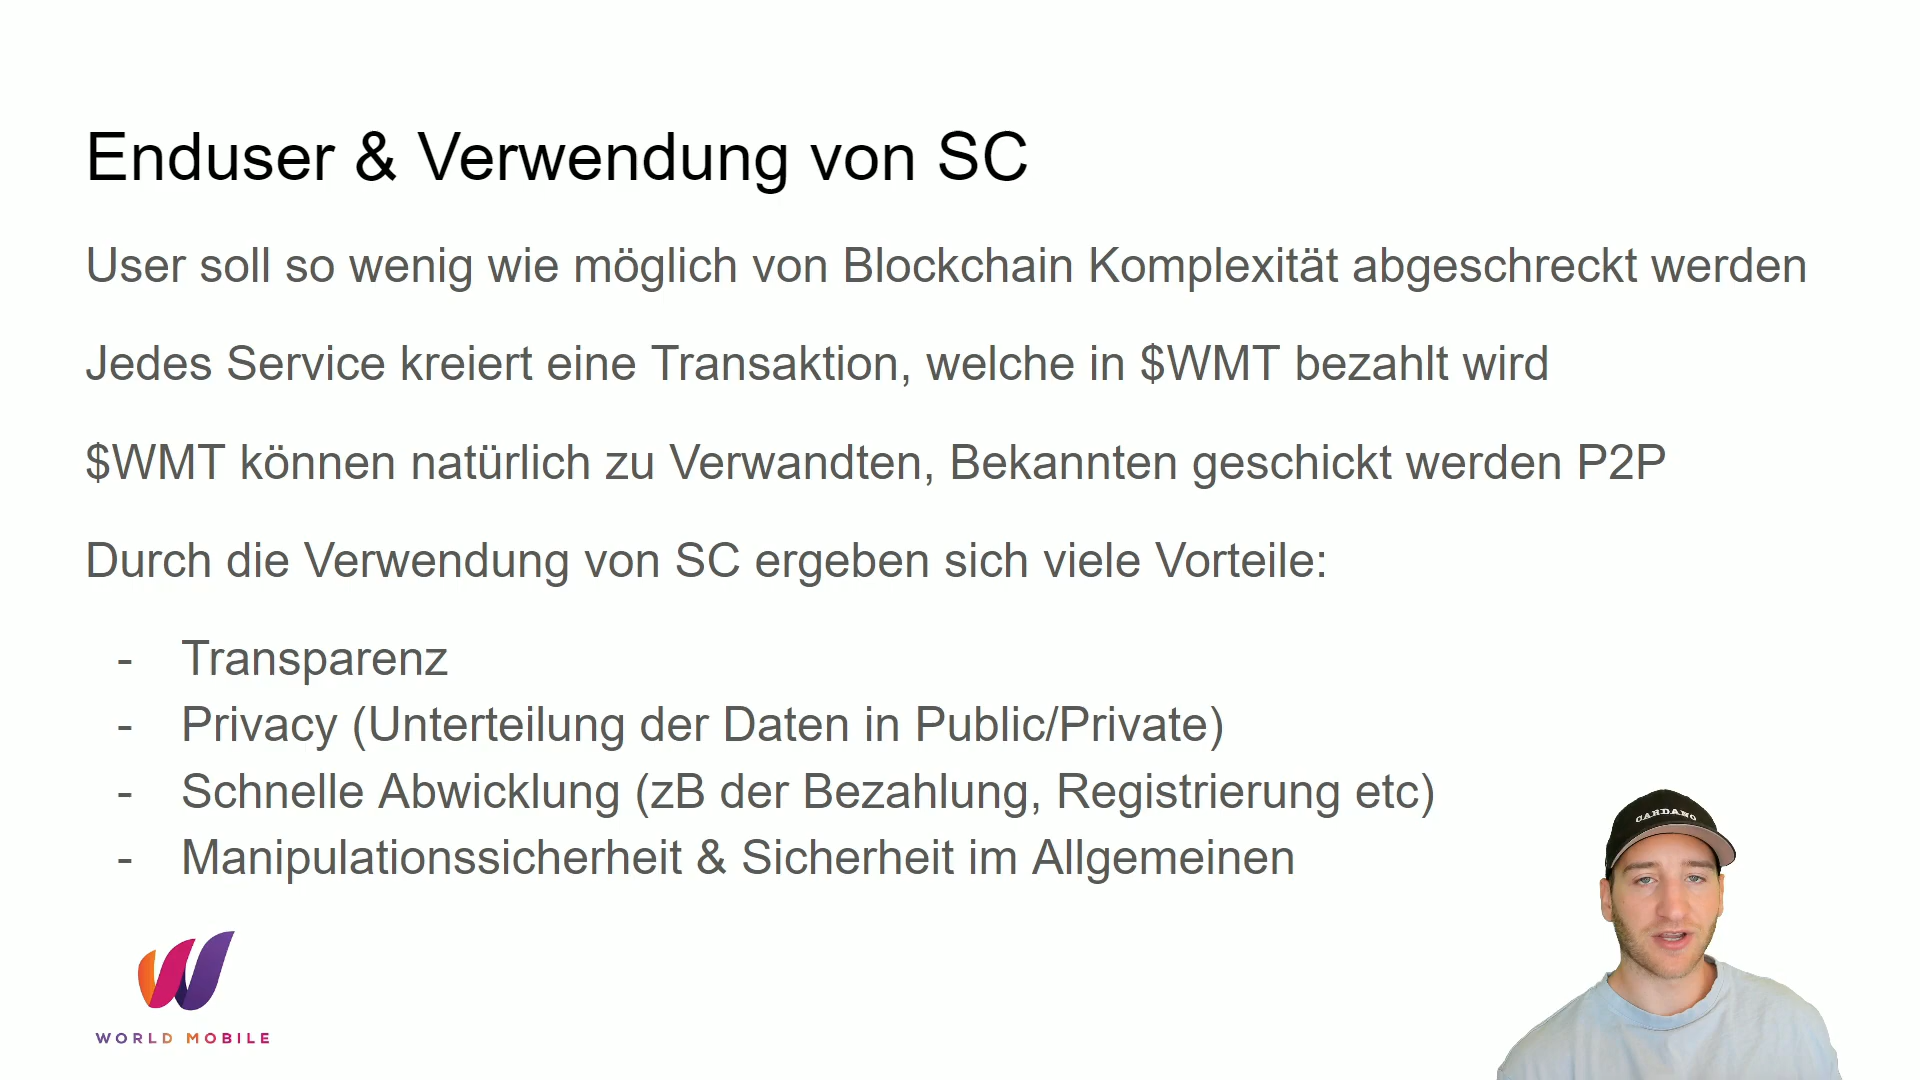 Enduser & Verwendung von SC
User soll so wenig wie möglich von Blockchain Komplexität abgeschreckt werden
Jedes Service kreiert eine Transaktion, welche in $WMT bezahlt wird
$WMT können natürlich zu Verwandten, Bekannten geschickt werden P2P
Durch die Verwendung von SC ergeben sich viele Vorteile:
- Transparenz
- Privacy (Unterteilung der Daten in Public/Private)
- Schnelle Abwicklung (zB der Bezahlung, Registrierung etc)
- Manipulationssicherheit & Sicherheit im Allgemeinen
CARDANO
WORLD MOBILE